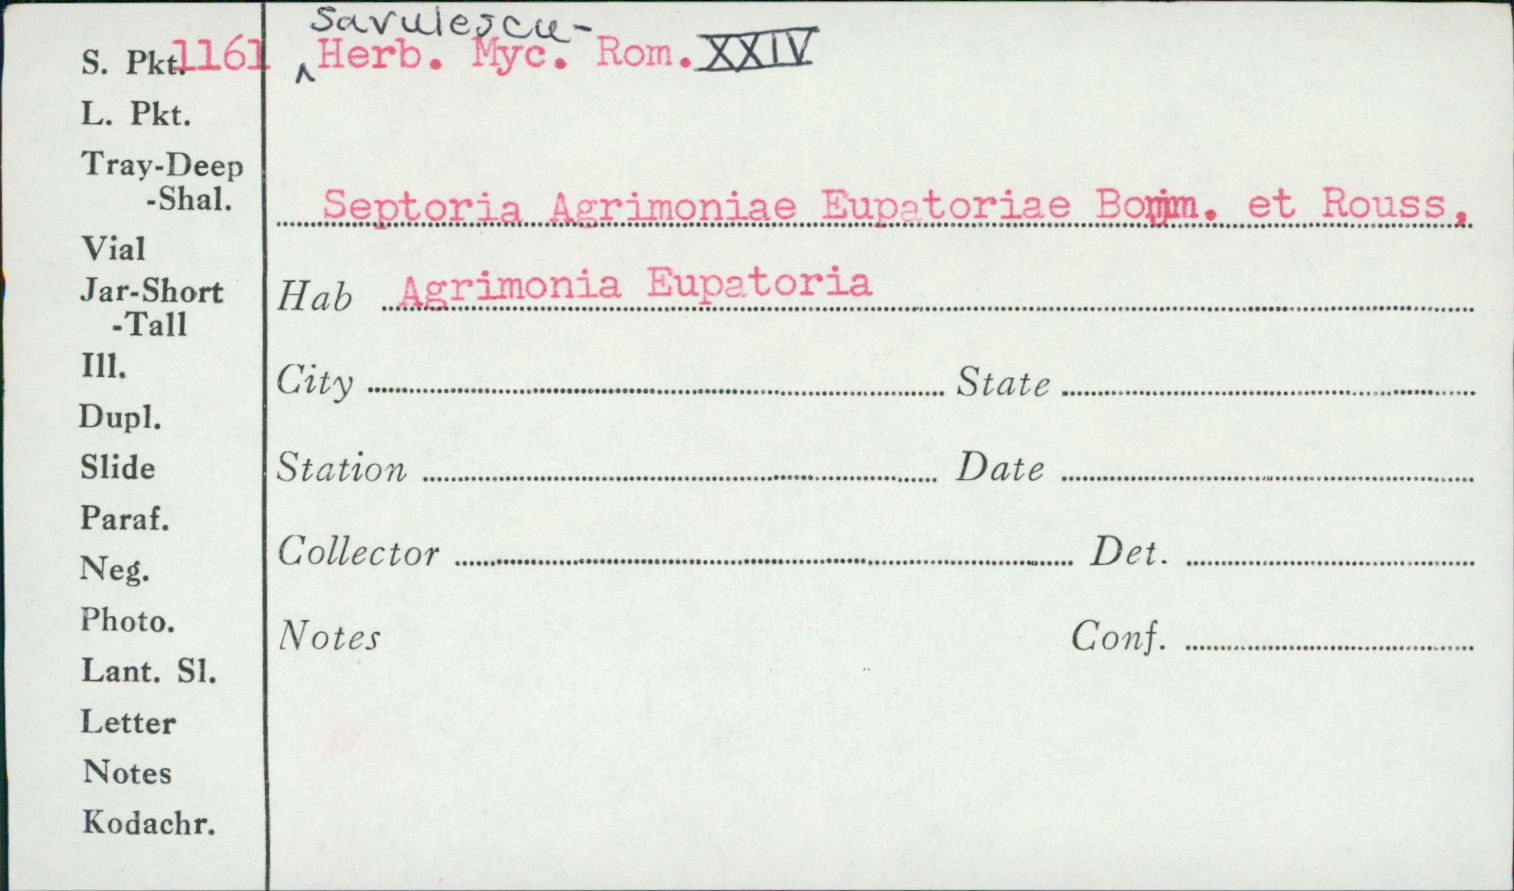 Savulescu-
S. Pkt. 1161 ^Herb. Myc. Rom. XXIV
L. Pkt.
Tray-Deep
-Shal.
Septoria Agrimoniae Eupatoriae Bomm. et Rouss,
Vial
Jar-Short
-Tall
Hab Agrimonia Eupatoria
Ill.
City State
Dupl.
Slide
Station Date
Paraf.
Collector Det.
Neg.
Photo.
Notes Conf.
Lant. Sl.
Letter
Notes
Kodachr.